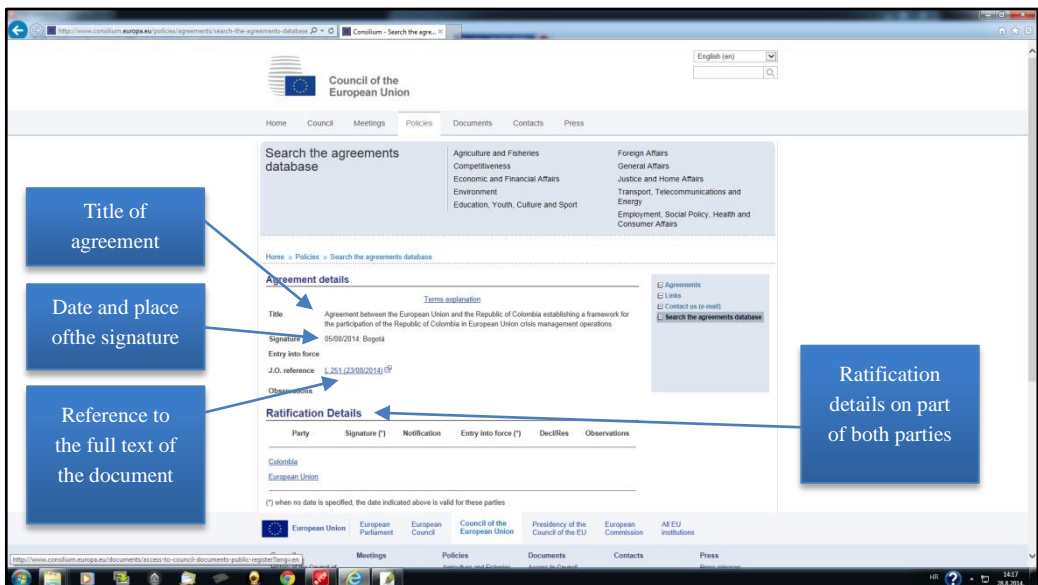 http://www.consilium.europa.eu/policies/agreements/search-the-agreements-database
Consilium - Search the agre...
English (en)
Council of the
European Union
Home Council Meetings Policies Documents Contacts Press
Search the agreements
database
Agriculture and Fisheries
Competitiveness
Economic and Financial Affairs
Environment
Education, Youth, Culture and Sport
Foreign Affairs
General Affairs
Justice and Home Affairs
Transport, Telecommunications and
Energy
Employment, Social Policy, Health and
Consumer Affairs
Title of
agreement
Home » Policies » Search the agreements database
Agreement details
Terms explanation
Title
Agreement between the European Union and the Republic of Colombia establishing a framework for
the participation of the Republic of Colombia in European Union crisis management operations
Agreements
Links
Contact us (e-mail)
Search the agreements database
Date and place
ofthe signature
Signature 05/08/2014: Bogotá
Entry into force
J.O. reference L 251 (23/08/2014)
Observations
Reference to
the full text of
the document
Ratification
details on part
of both parties
Ratification Details
Party Signature (*) Notification Entry into force (*) Decl/Res Observations
Colombia
European Union
(*) when no date is specified, the date indicated above is valid for these parties
European Union
European
Parliament
European
Council
Council of the
European Union
Presidency of the
Council of the EU
European
Commission
All EU
institutions
Meetings Policies Documents Contacts Press
http://www.consilium.europa.eu/documents/access-to-council-documents-public-register?lang=en
HR
14:17
28.8.2014.